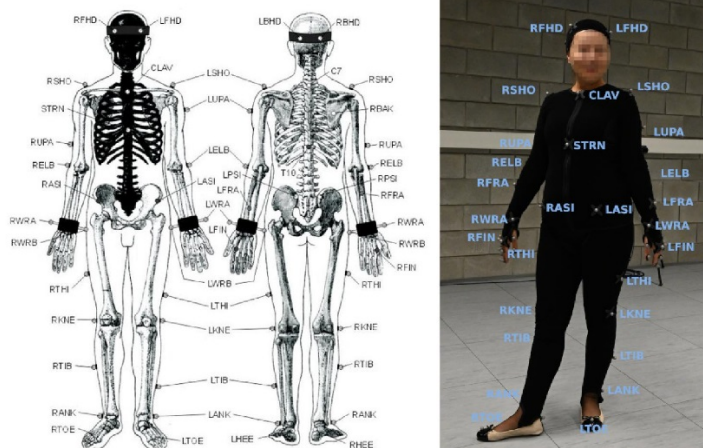 RFHD LFHD
CLAV
RSHO
STRN
RUPA
RELB
RASI
LASI
RWRA
RWRB
RTHI
RKNE
RTIB
RANK
RTOE
LTOE
LSHO
LUPA
LELB
LFRA
LWRA
LFIN
LWRB
LTHI
LKNE
LTIB
LANK
LHEE
LBHD RBHD
C7
RSHO
RBAK
RUPA
RELB
T10
LPSI
RPSI
RFRA
RWRA
RWRB
RFIN
RTHI
RKNE
RTIB
RANK
RHEE
RFHD LFHD
RSHO LSHO
CLAV
LUPA
RUPA STRN
RELB
LELB
RFRA
RASI LASI
LFRA
RWRA
LWRA
RFIN
LFIN
RTHI
LTHI
RKNE
LKNE
RTIB
LTIB
LANK
LTOE